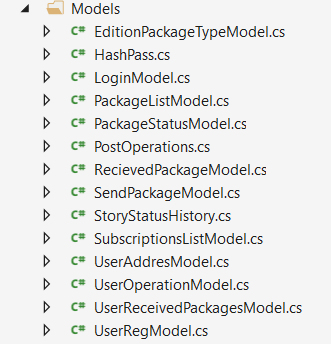 Models
C# EditionPackageTypeModel.cs
C# HashPass.cs
C# LoginModel.cs
C# PackageListModel.cs
C# PackageStatusModel.cs
C# PostOperations.cs
C# RecievedPackageModel.cs
C# SendPackageModel.cs
C# StoryStatusHistory.cs
C# SubscriptionsListModel.cs
C# UserAddresModel.cs
C# UserOperationModel.cs
C# UserReceivedPackagesModel.cs
C# UserRegModel.cs